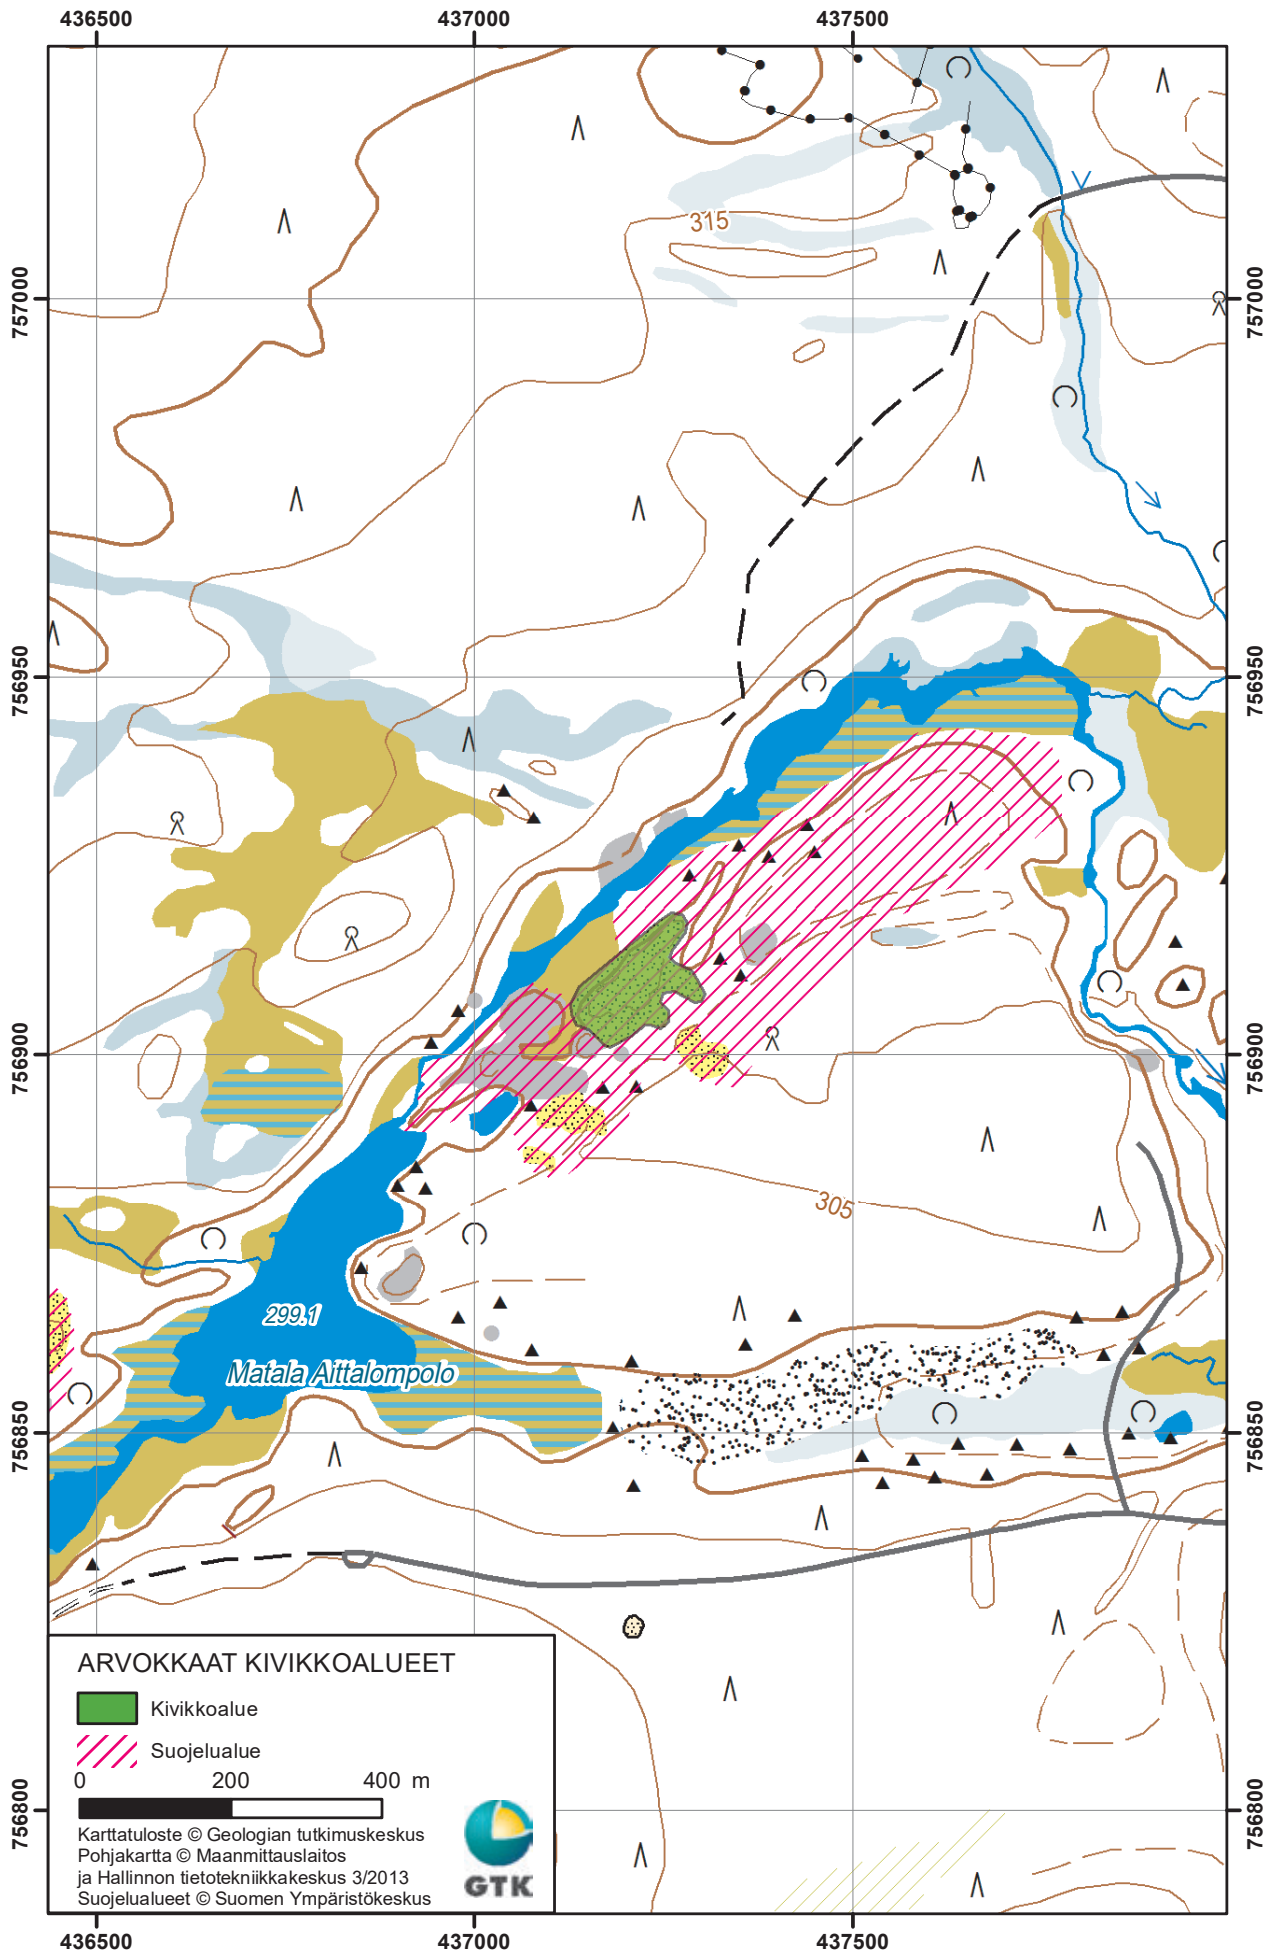 436500 437000 437500
315
757000 757000
756950 756950
756900 756900
305
299.1
Matala Aittalompolo
756850 756850
ARVOKKAAT KIVIKKOALUEET
Kivikkoalue
Suojelualue
0 200 400 m
756800 756800
Karttatuloste © Geologian tutkimuskeskus
Pohjakartta © Maanmittauslaitos
ja Hallinnon tietotekniikkakeskus 3/2013
Suojelualueet © Suomen Ympäristökeskus
GTK
436500 437000 437500